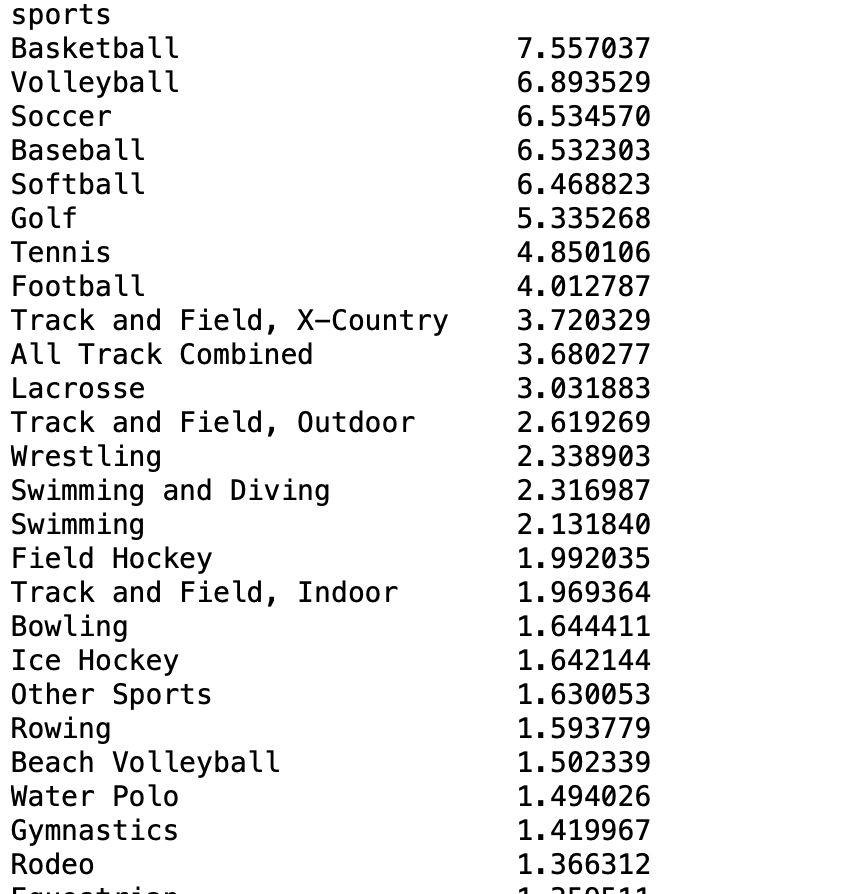 sports
Basketball 7.557037
Volleyball 6.893529
Soccer 6.534570
Baseball 6.532303
Softball 6.468823
Golf 5.335268
Tennis 4.850106
Football 4.012787
Track and Field, X-Country 3.720329
All Track Combined 3.680277
Lacrosse 3.031883
Track and Field, Outdoor 2.619269
Wrestling 2.338903
Swimming and Diving 2.316987
Swimming 2.131840
Field Hockey 1.992035
Track and Field, Indoor 1.969364
Bowling 1.644411
Ice Hockey 1.642144
Other Sports 1.630053
Rowing 1.593779
Beach Volleyball 1.502339
Water Polo 1.494026
Gymnastics 1.419967
Rodeo 1.366312